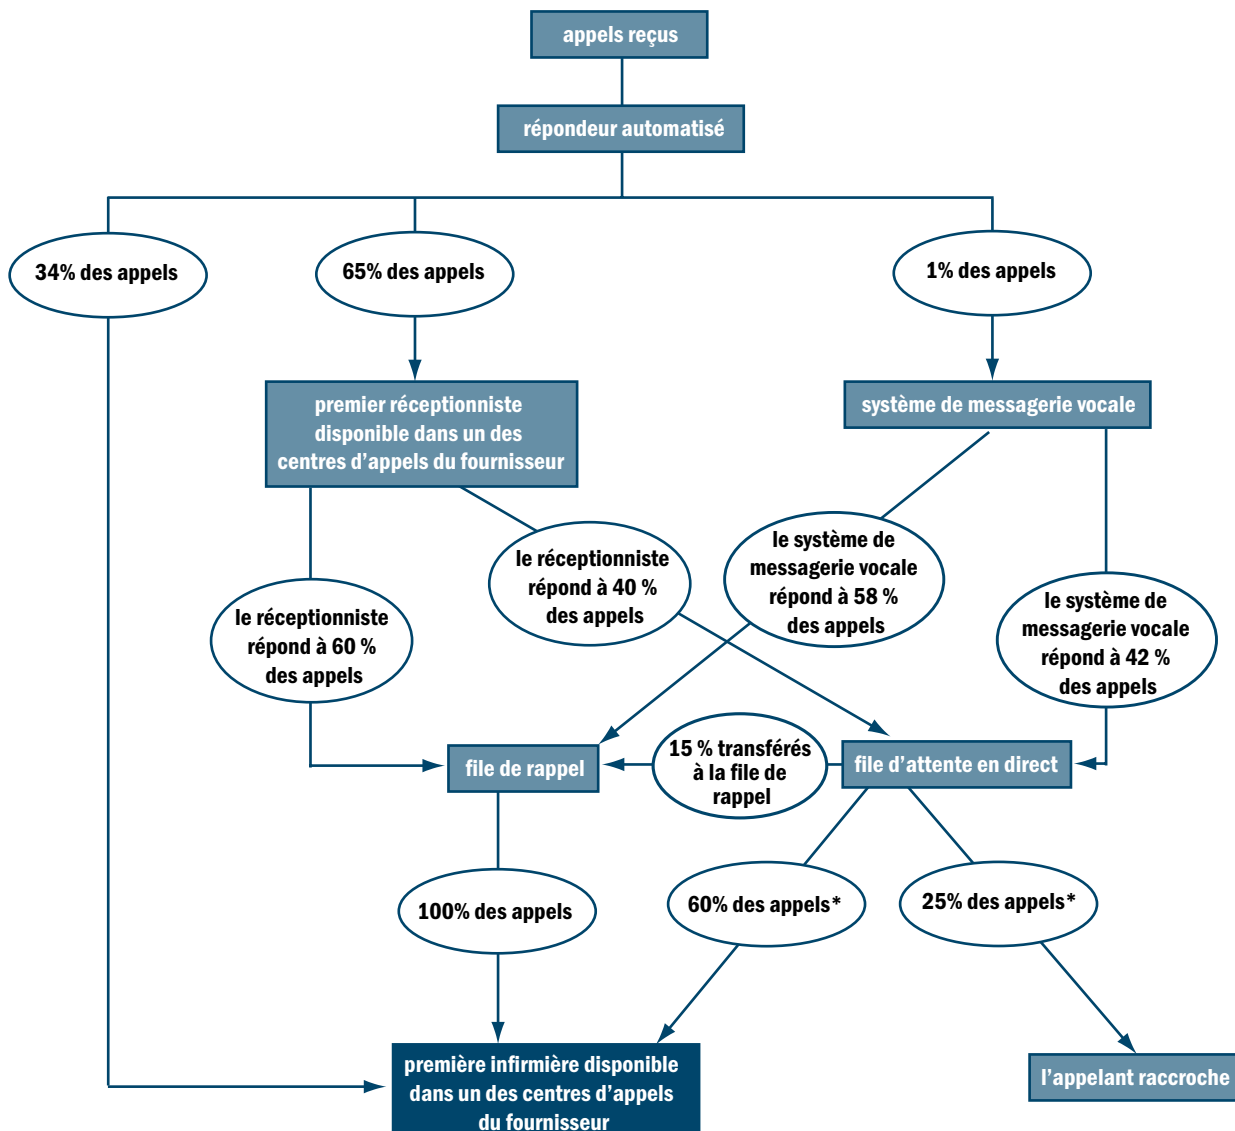 appels reçus
répondeur automatisé
34% des appels
65% des appels
1% des appels
premier réceptionniste
disponible dans un des
centres d'appels du fournisseur
système de messagerie vocale
le réceptionniste
répond à 60 %
des appels
le réceptionniste
répond à 40 %
des appels
le système de
messagerie vocale
répond à 58 %
des appels
le système de
messagerie vocale
répond à 42 %
des appels
file de rappel
15 % transférés
à la file de
rappel
file d'attente en direct
100% des appels
60% des appels*
25% des appels*
première infirmière disponible
dans un des centres d'appels
du fournisseur
l'appelant raccroche